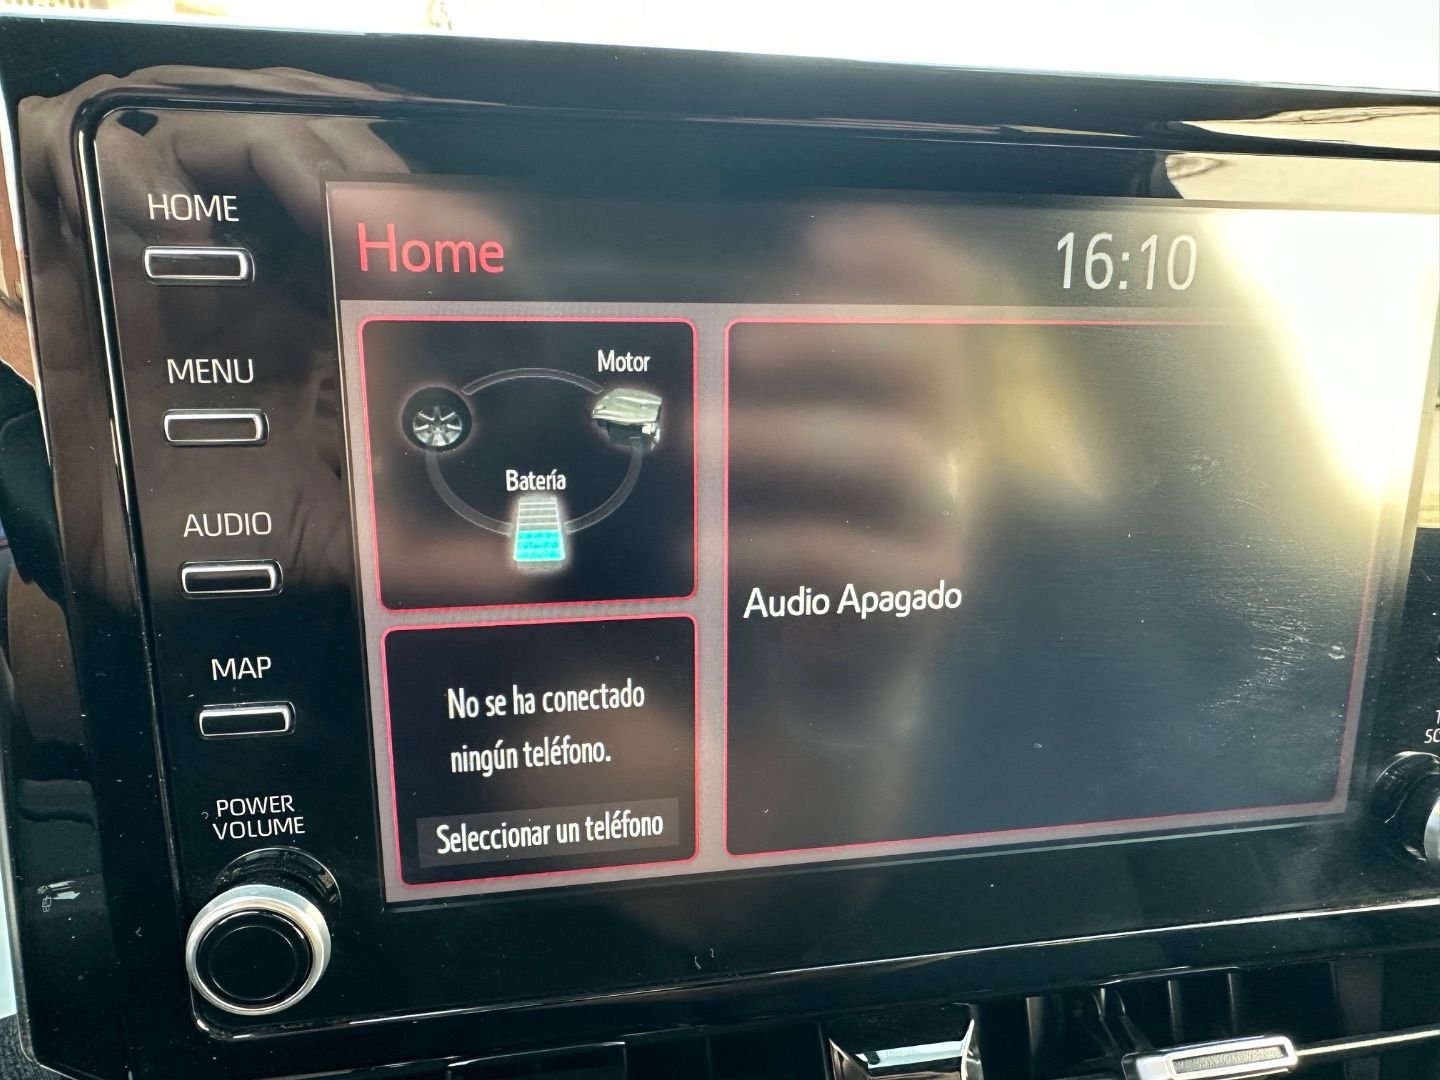 HOME
MENU
AUDIO
MAP
POWER
VOLUME
Home
16:10
Motor
Batería
No se ha conectado
ningún teléfono.
Seleccionar un teléfono
Audio Apagado